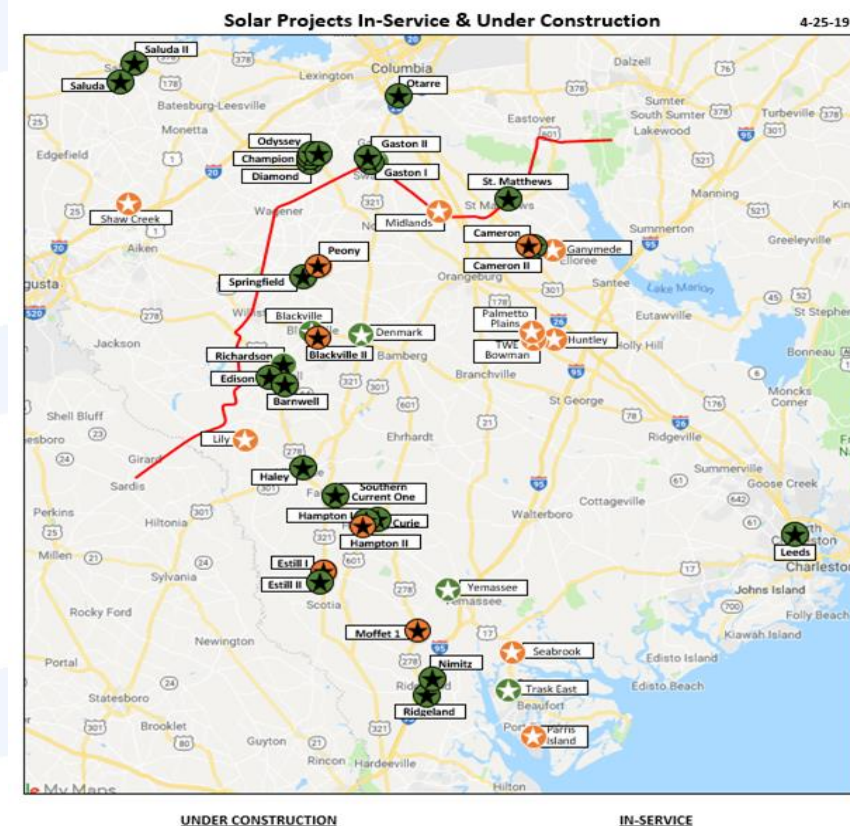 Solar Projects In-Service & Under Construction
4-25-19
Saluda II
Saluda
Lexington
Columbia
Dalzell
Otarre
Batesburg-Leesville
Monetta
Eastover
Sumter
South Sumter
Lakewood
Turbeville
Edgefield
Odyssey
Champion
Diamond
Gaston II
Gaston I
St. Matthews
Manning
Shaw Creek
Aiken
Wagener
Midlands
Summerton
Greeleyville
Cameron
Ganymede
Cameron II
Elloree
Peony
Springfield
Orangeburg
Santee
Lake Marion
gusta
Jackson
Blackville
Denmark
Blackville II
Bamberg
Palmetto
Plains
TWE
Bowman
Huntley
Holly Hill
Eutawville
St Stephen
Bonneau
Richardson
Edison
Barnwell
Branchville
St George
Moncks
Corner
Shell Bluff
esboro
Girard
Lily
Ehrhardt
Ridgeville
Sardis
Haley
Summerville
Goose Creek
Perkins
Hiltonia
Southern
Current One
Hampton I
Curie
Hampton II
Walterboro
Cottageville
Leeds
Charleston
Millen
Sylvania
Estill I
Estill II
Scotia
Yemassee
Johns Island
Folly Beach
Kiawah Island
Rocky Ford
Newington
Moffet 1
Seabrook
Edisto Island
Edisto Beach
Portal
Nimitz
Ridgeland
Trask East
Beaufort
Statesboro
Brooklet
Guyton
Rincon
Hardeeville
Parris
Island
Hilton
My Maps
UNDER CONSTRUCTION
IN-SERVICE